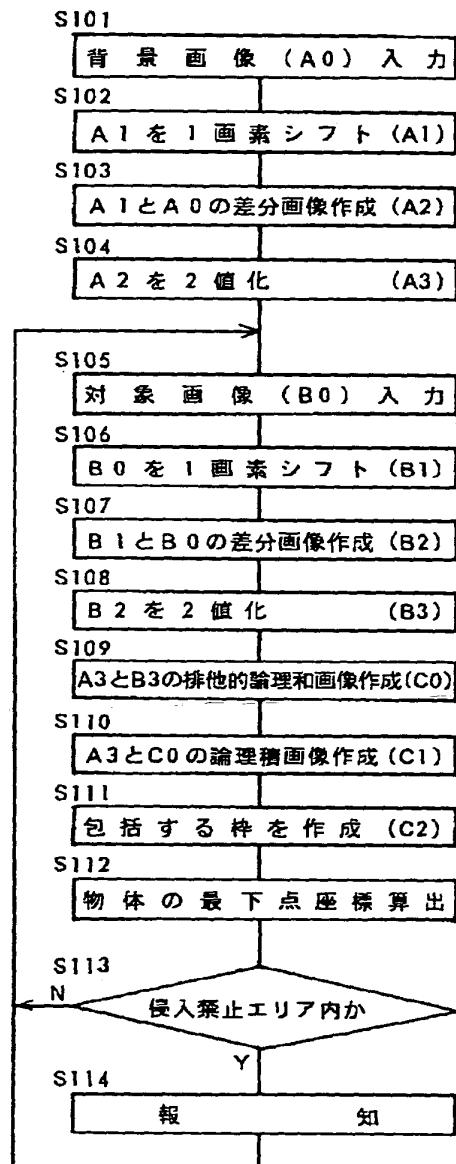 S101
背景画像(A0)入力
S102
A1を1画素シフト(A1)
S103
A1とA0の差分画像作成(A2)
S104
A2を2値化 (A3)
S105
対象画像(B0)入力
S106
B0を1画素シフト(B1)
S107
B1とB0の差分画像作成(B2)
S108
B2を2値化 (B3)
S109
A3とB3の排他的論理和画像作成(C0)
S110
A3とC0の論理積画像作成(C1)
S111
包括する枠を作成(C2)
S112
物体の最下点座標算出
S113
N
侵入禁止エリア内か
Y
S114
報知